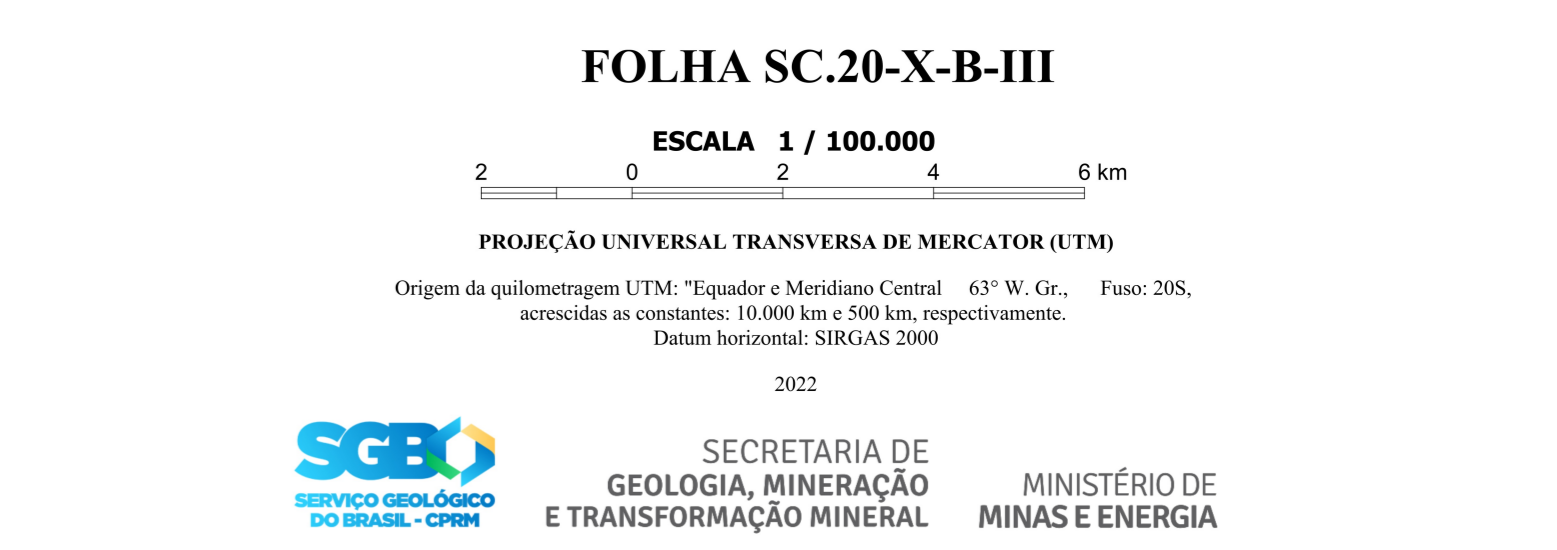 FOLHA SC.20-X-B-III
ESCALA 1 / 100.000
2 0 2 4 6 km
PROJEÇÃO UNIVERSAL TRANSVERSA DE MERCATOR (UTM)
Origem da quilometragem UTM: "Equador e Meridiano Central 63° W. Gr., Fuso: 20S,
acrescidas as constantes: 10.000 km e 500 km, respectivamente.
Datum horizontal: SIRGAS 2000
2022
SGB
SERVIÇO GEOLÓGICO
DO BRASIL - CPRM
SECRETARIA DE
GEOLOGIA, MINERAÇÃO
E TRANSFORMAÇÃO MINERAL
MINISTÉRIO DE
MINAS E ENERGIA